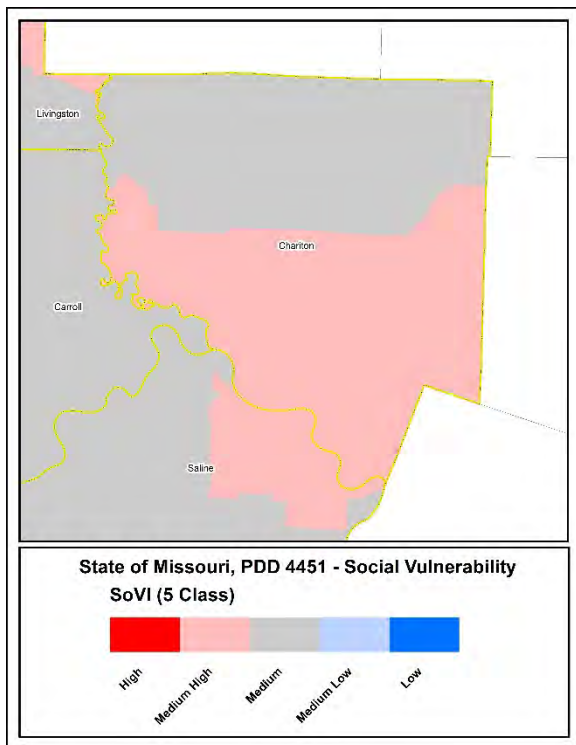 Livingston
Chariton
Carroll
Saline
State of Missouri, PDD 4451 - Social Vulnerability
SoVI (5 Class)
High
Medium High
Medium
Medium Low
Low